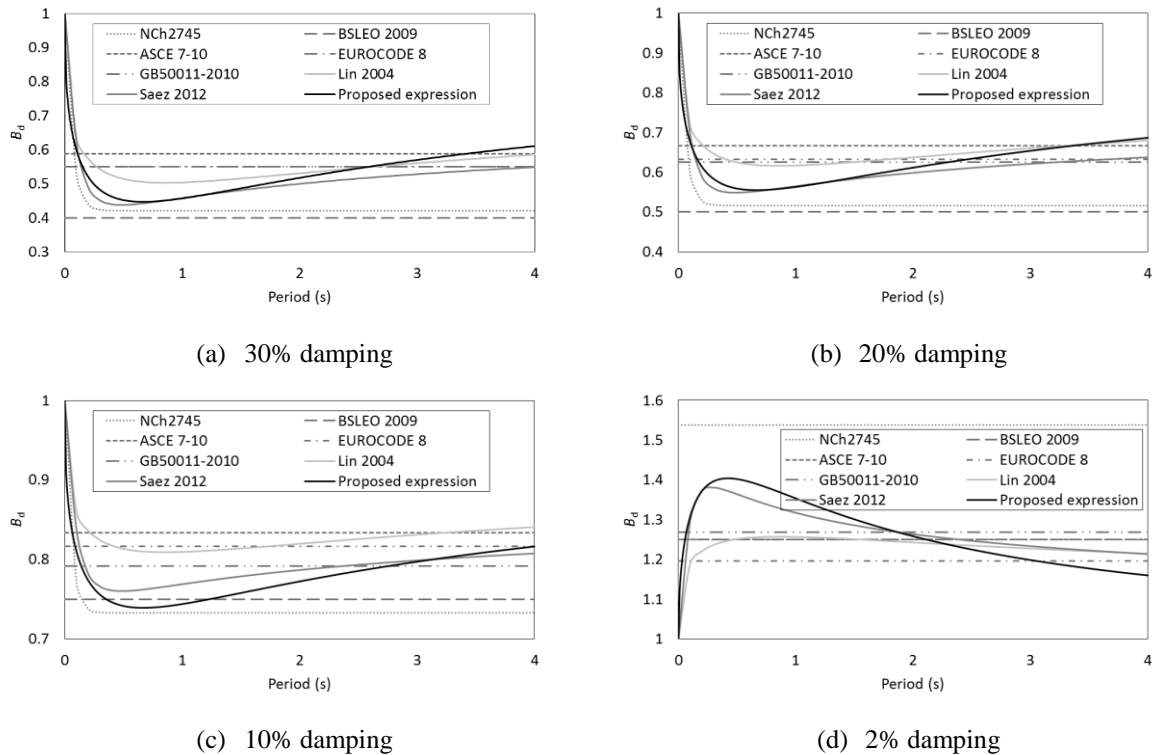 1
0.9
0.8
0.7
0.6
0.5
0.4
0.3
B_d
NCh2745 BSLEO 2009
ASCE 7-10 EUROCODE 8
GB50011-2010 Lin 2004
Saez 2012 Proposed expression
0 1 2 3 4
Period (s)
(a) 30% damping
1
0.9
0.8
0.7
0.6
0.5
0.4
B_d
NCh2745 BSLEO 2009
ASCE 7-10 EUROCODE 8
GB50011-2010 Lin 2004
Saez 2012 Proposed expression
0 1 2 3 4
Period (s)
(b) 20% damping
1
0.9
0.8
0.7
B_d
NCh2745 BSLEO 2009
ASCE 7-10 EUROCODE 8
GB50011-2010 Lin 2004
Saez 2012 Proposed expression
0 1 2 3 4
Period (s)
(c) 10% damping
1.6
1.5
1.4
1.3
1.2
1.1
1
B_d
NCh2745 BSLEO 2009
ASCE 7-10 EUROCODE 8
GB50011-2010 Lin 2004
Saez 2012 Proposed expression
0 1 2 3 4
Period (s)
(d) 2% damping